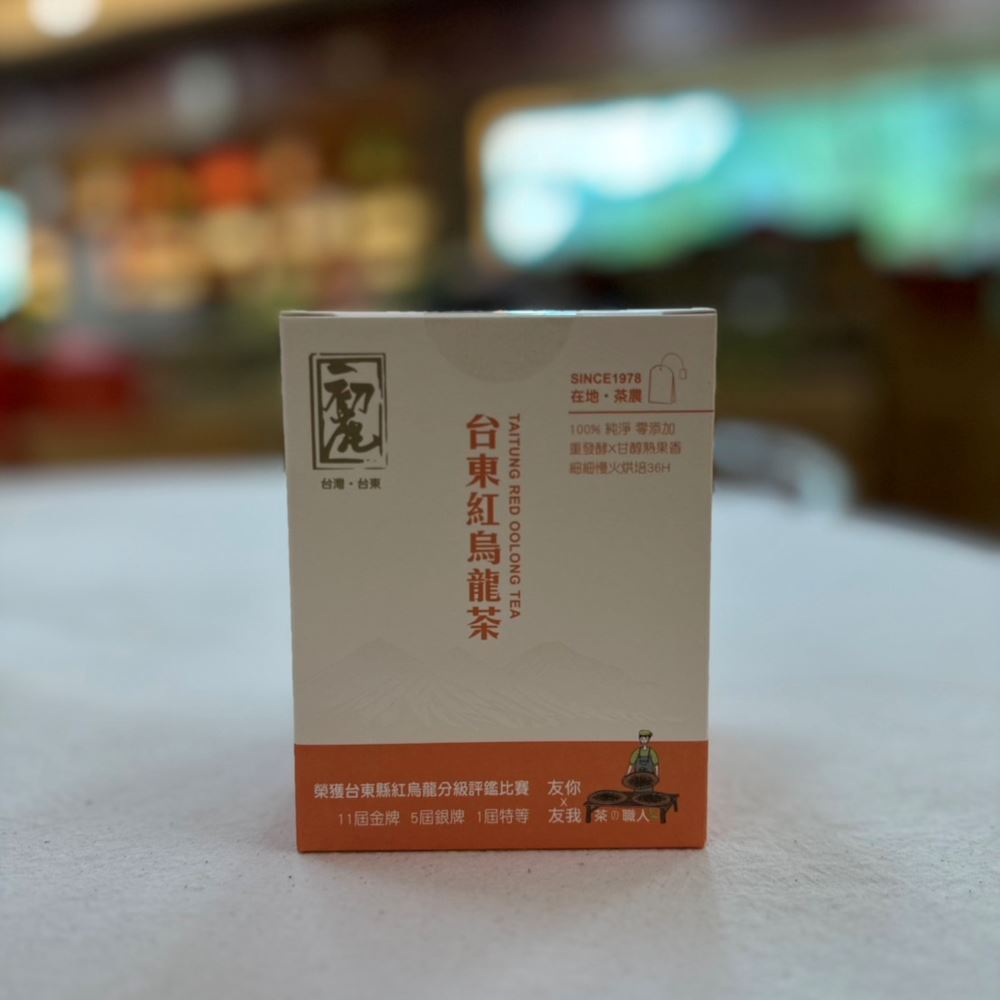 初鹿
台灣・台東
SINCE1978
在地・茶農
100% 純淨 零添加
重發酵X甘醇熟果香
細細慢火烘培36H
台東紅烏龍茶
TAITUNG RED OOLONG TEA
榮獲台東縣紅烏龍分級評鑑比賽
11屆金牌 5屆銀牌 1屆特等
友你
X
友我
茶の職人